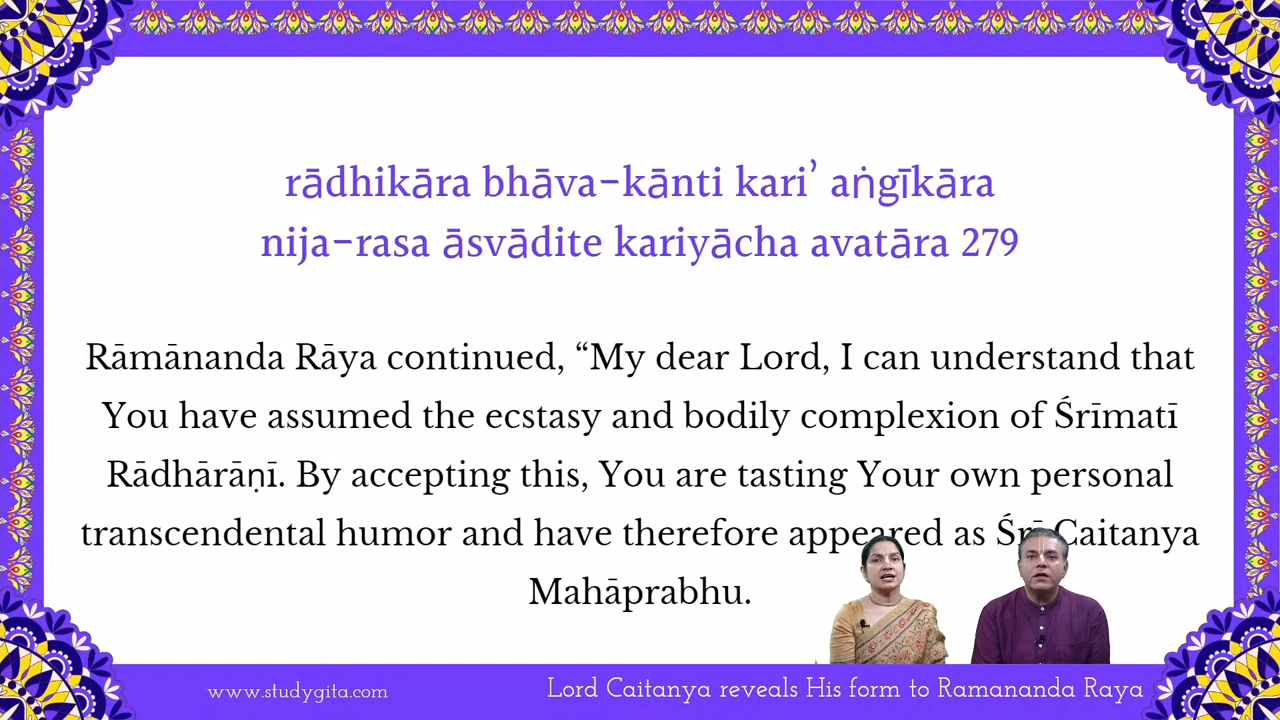 rādhikāra bhāva-kānti kari’ aṅgīkāra
nija-rasa āsvādite kariyācha avatāra 279
Rāmānanda Rāya continued, “My dear Lord, I can understand that
You have assumed the ecstasy and bodily complexion of Śrīmatī
Rādhārāṇī. By accepting this, You are tasting Your own personal
transcendental humor and have therefore appeared as Śrī Caitanya
Mahāprabhu.
www.studygita.com
Lord Caitanya reveals His form to Ramananda Raya